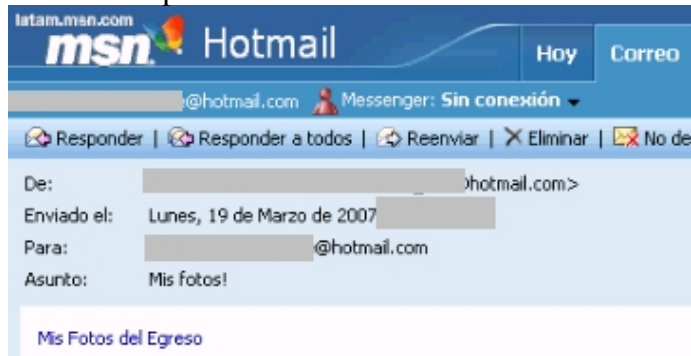 latam.msn.com
msn Hotmail Hoy Correo
@hotmail.com Messenger: Sin conexión
Responder | Responder a todos | Reenviar | Eliminar | No de
De: hotmail.com>
Enviado el: Lunes, 19 de Marzo de 2007
Para: @hotmail.com
Asunto: Mis fotos!
Mis Fotos del Egreso